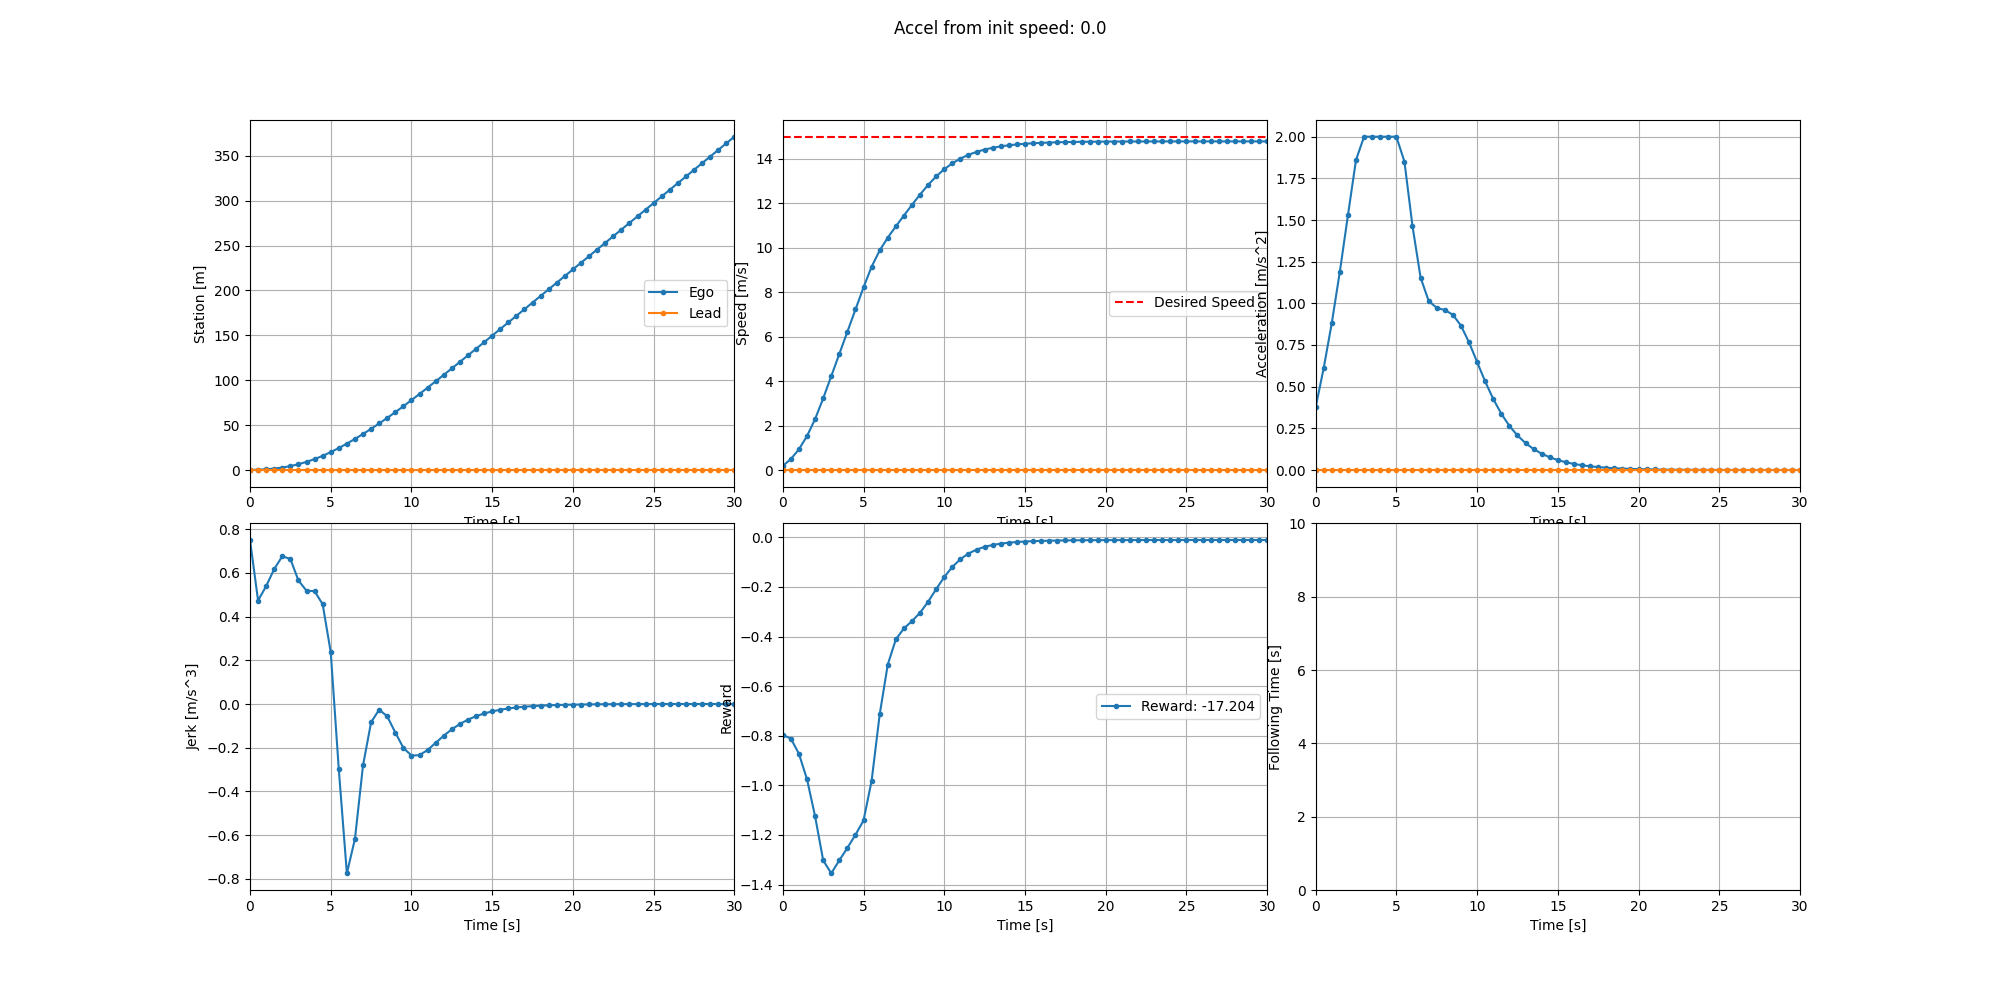 Accel from init speed: 0.0
Station [m]
350
300
250
200
150
100
50
0
0 5 10 15 20 25 30
Time [s]
Ego
Lead
Speed [m/s]
14
12
10
8
6
4
2
0
0 5 10 15 20 25 30
Time [s]
Desired Speed
Acceleration [m/s^2]
2.00
1.75
1.50
1.25
1.00
0.75
0.50
0.25
0.00
0 5 10 15 20 25 30
Time [s]
Jerk [m/s^3]
0.8
0.6
0.4
0.2
0.0
−0.2
−0.4
−0.6
−0.8
0 5 10 15 20 25 30
Time [s]
Reward
0.0
−0.2
−0.4
−0.6
−0.8
−1.0
−1.2
−1.4
0 5 10 15 20 25 30
Time [s]
Reward: -17.204
Following Time [s]
10
8
6
4
2
0
0 5 10 15 20 25 30
Time [s]